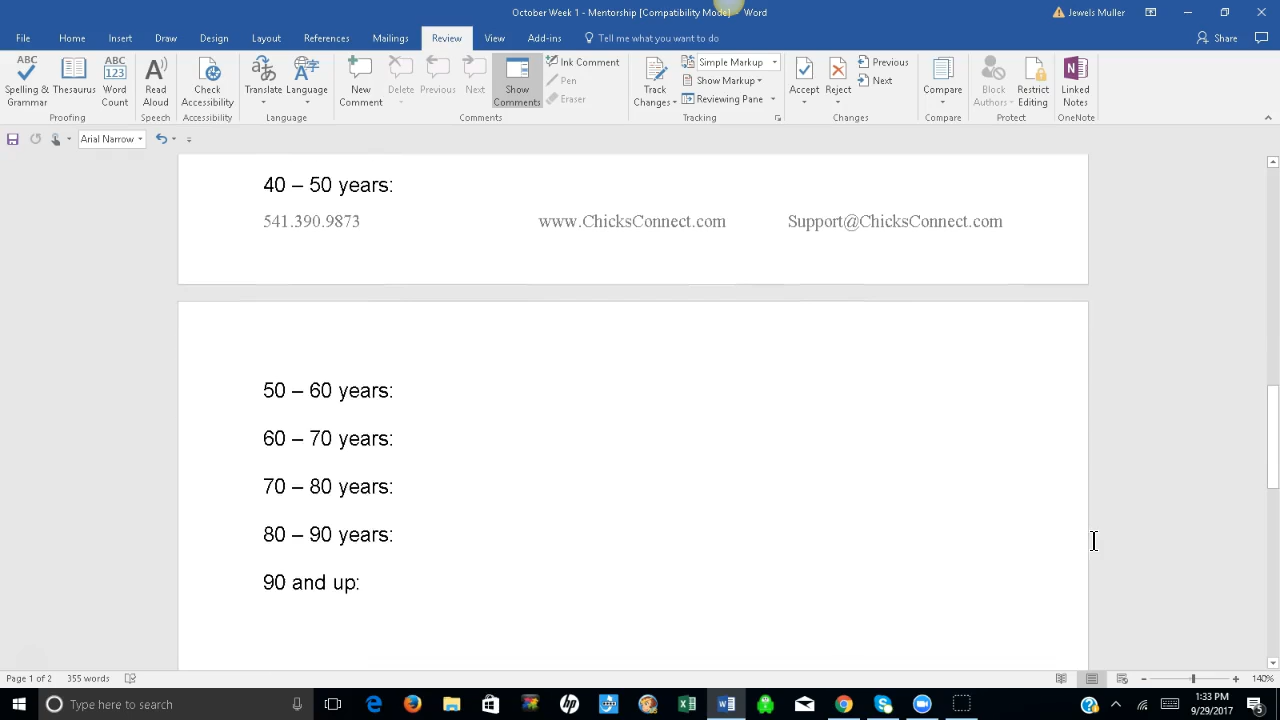 October Week 1 - Mentorship [Compatibility Mode] - Word
Jewels Muller
File Home Insert Draw Design Layout References Mailings Review View Add-ins Tell me what you want to do Share
Spelling & Grammar
Thesaurus
Word Count
Read Aloud
Check Accessibility
Translate
Language
New Comment
Delete
Previous
Next
Show Comments
Ink Comment
Pen
Eraser
Track Changes
Simple Markup
Show Markup
Reviewing Pane
Accept
Reject
Previous
Next
Compare
Block Authors
Restrict Editing
Linked Notes
Proofing Speech Accessibility Language Comments Tracking Changes Compare Protect OneNote
Arial Narrow
40 – 50 years:
541.390.9873 www.ChicksConnect.com Support@ChicksConnect.com
50 – 60 years:
60 – 70 years:
70 – 80 years:
80 – 90 years:
90 and up:
Page 1 of 2 355 words 140%
Type here to search
1:33 PM
9/29/2017